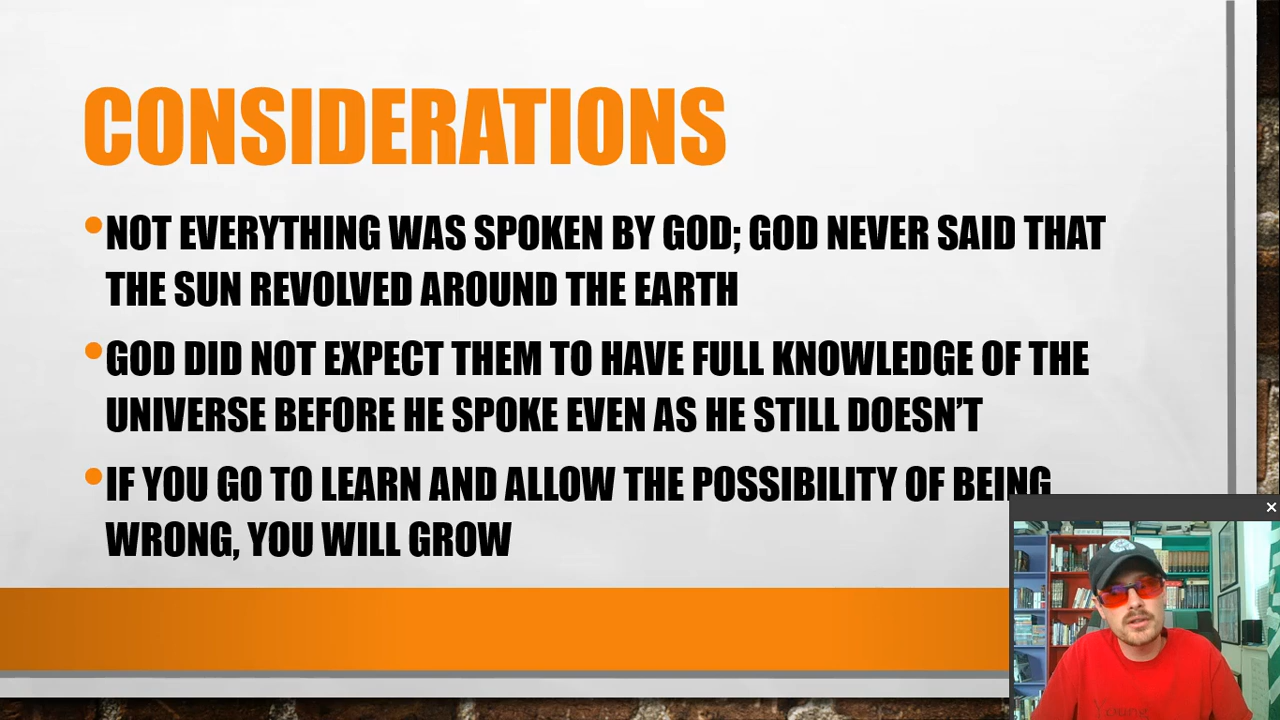 CONSIDERATIONS
•NOT EVERYTHING WAS SPOKEN BY GOD; GOD NEVER SAID THAT
THE SUN REVOLVED AROUND THE EARTH
•GOD DID NOT EXPECT THEM TO HAVE FULL KNOWLEDGE OF THE
UNIVERSE BEFORE HE SPOKE EVEN AS HE STILL DOESN'T
•IF YOU GO TO LEARN AND ALLOW THE POSSIBILITY OF BEING
WRONG, YOU WILL GROW